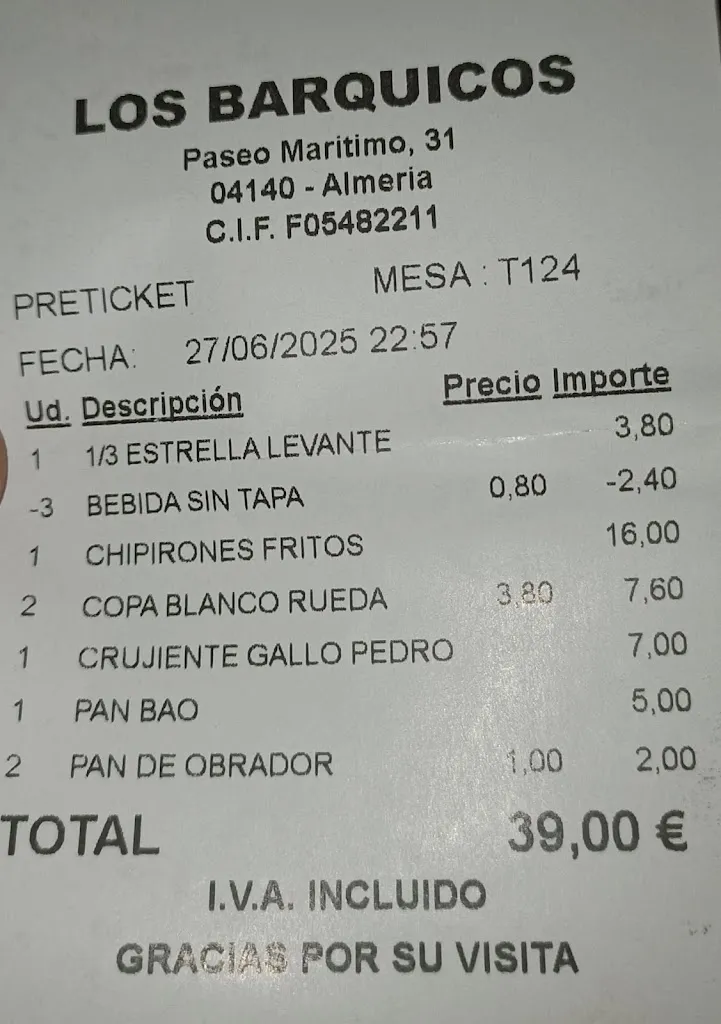 LOS BARQUICOS
Paseo Maritimo, 31
04140 - Almeria
C.I.F. F05482211
PRETICKET MESA : T124
FECHA: 27/06/2025 22:57
Ud. Descripción Precio Importe
1 1/3 ESTRELLA LEVANTE 3,80
-3 BEBIDA SIN TAPA 0,80 -2,40
1 CHIPIRONES FRITOS 16,00
2 COPA BLANCO RUEDA 3,80 7,60
1 CRUJIENTE GALLO PEDRO 7,00
1 PAN BAO 5,00
2 PAN DE OBRADOR 1,00 2,00
TOTAL 39,00 €
I.V.A. INCLUIDO
GRACIAS POR SU VISITA